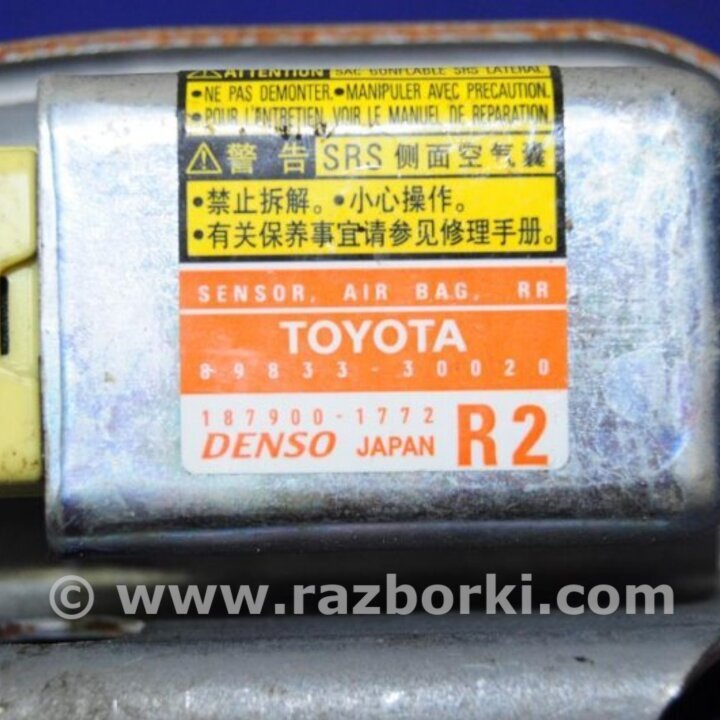 ⚠ ATTENTION SAC GONFLABLE SRS LATERAL
•NE PAS DEMONTER.•MANIPULER AVEC PRECAUTION.
•POUR L'ENTRETIEN, VOIR LE MANUEL DE REPARATION
⚠ 警 告 SRS 侧面空气囊
•禁止拆解。•小心操作。
•有关保养事宜请参见修理手册。
SENSOR, AIR BAG, RR
TOYOTA
89833-30020
187900-1772
DENSO JAPAN R2
© www.razborki.com